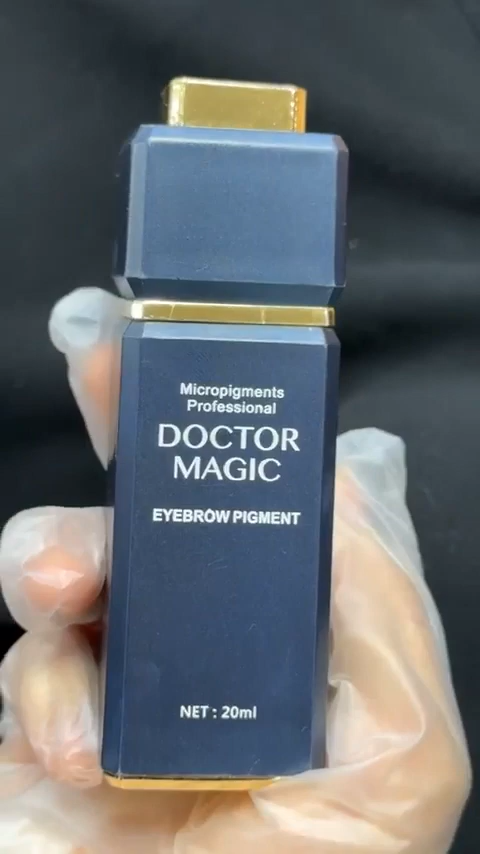 Micropigments
Professional
DOCTOR
MAGIC
EYEBROW PIGMENT
NET : 20ml